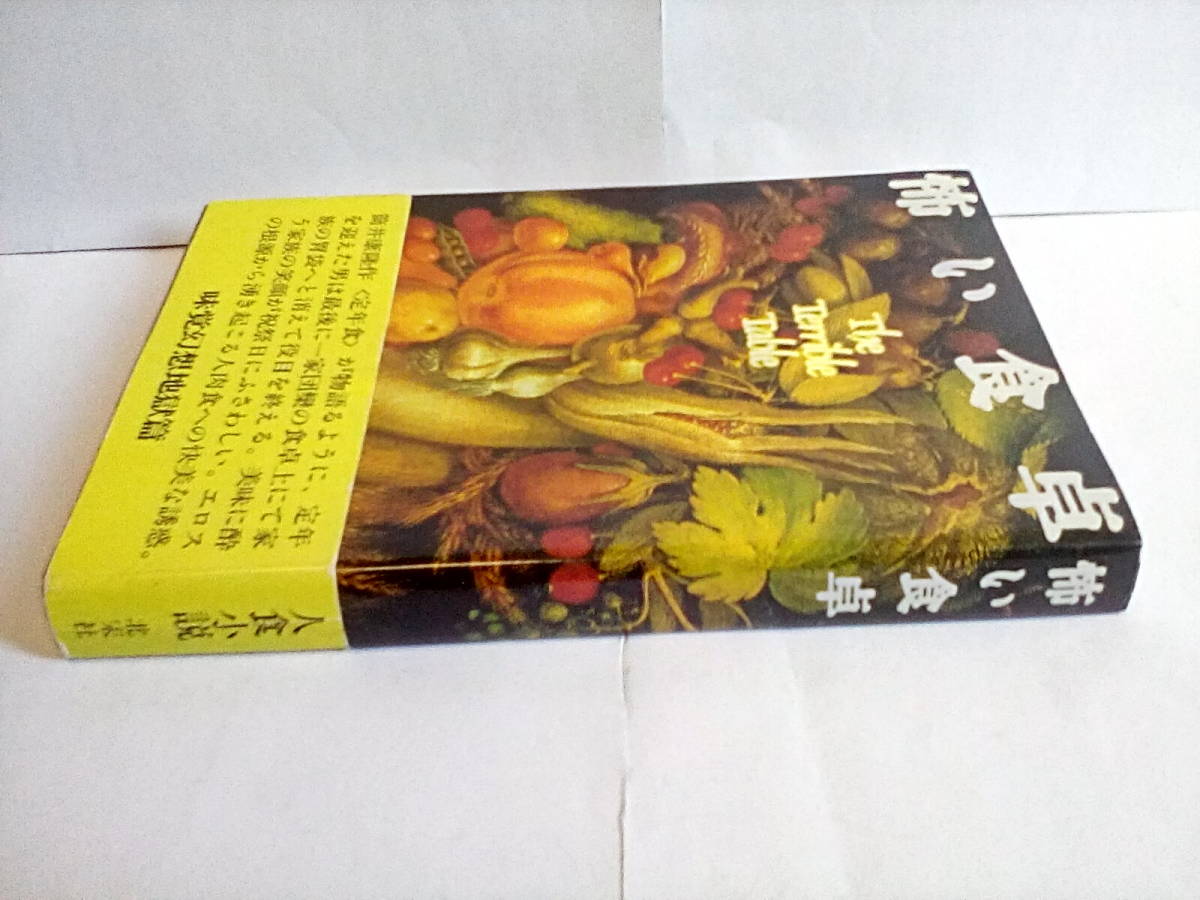 怖い食卓
The
Terrible
Table
筒井康隆作〈定年食〉が物語るように、定年
を迎えた男は最後に一家団欒の食卓上にて家
族の胃袋へと消えて役目を終える。美味に酔
う家族の笑顔が祝祭日にふさわしい。エロス
の根源から湧き起こる人肉食への快美な誘惑。
味覚幻想地獄篇
怖い食卓
人食小説
北宋社